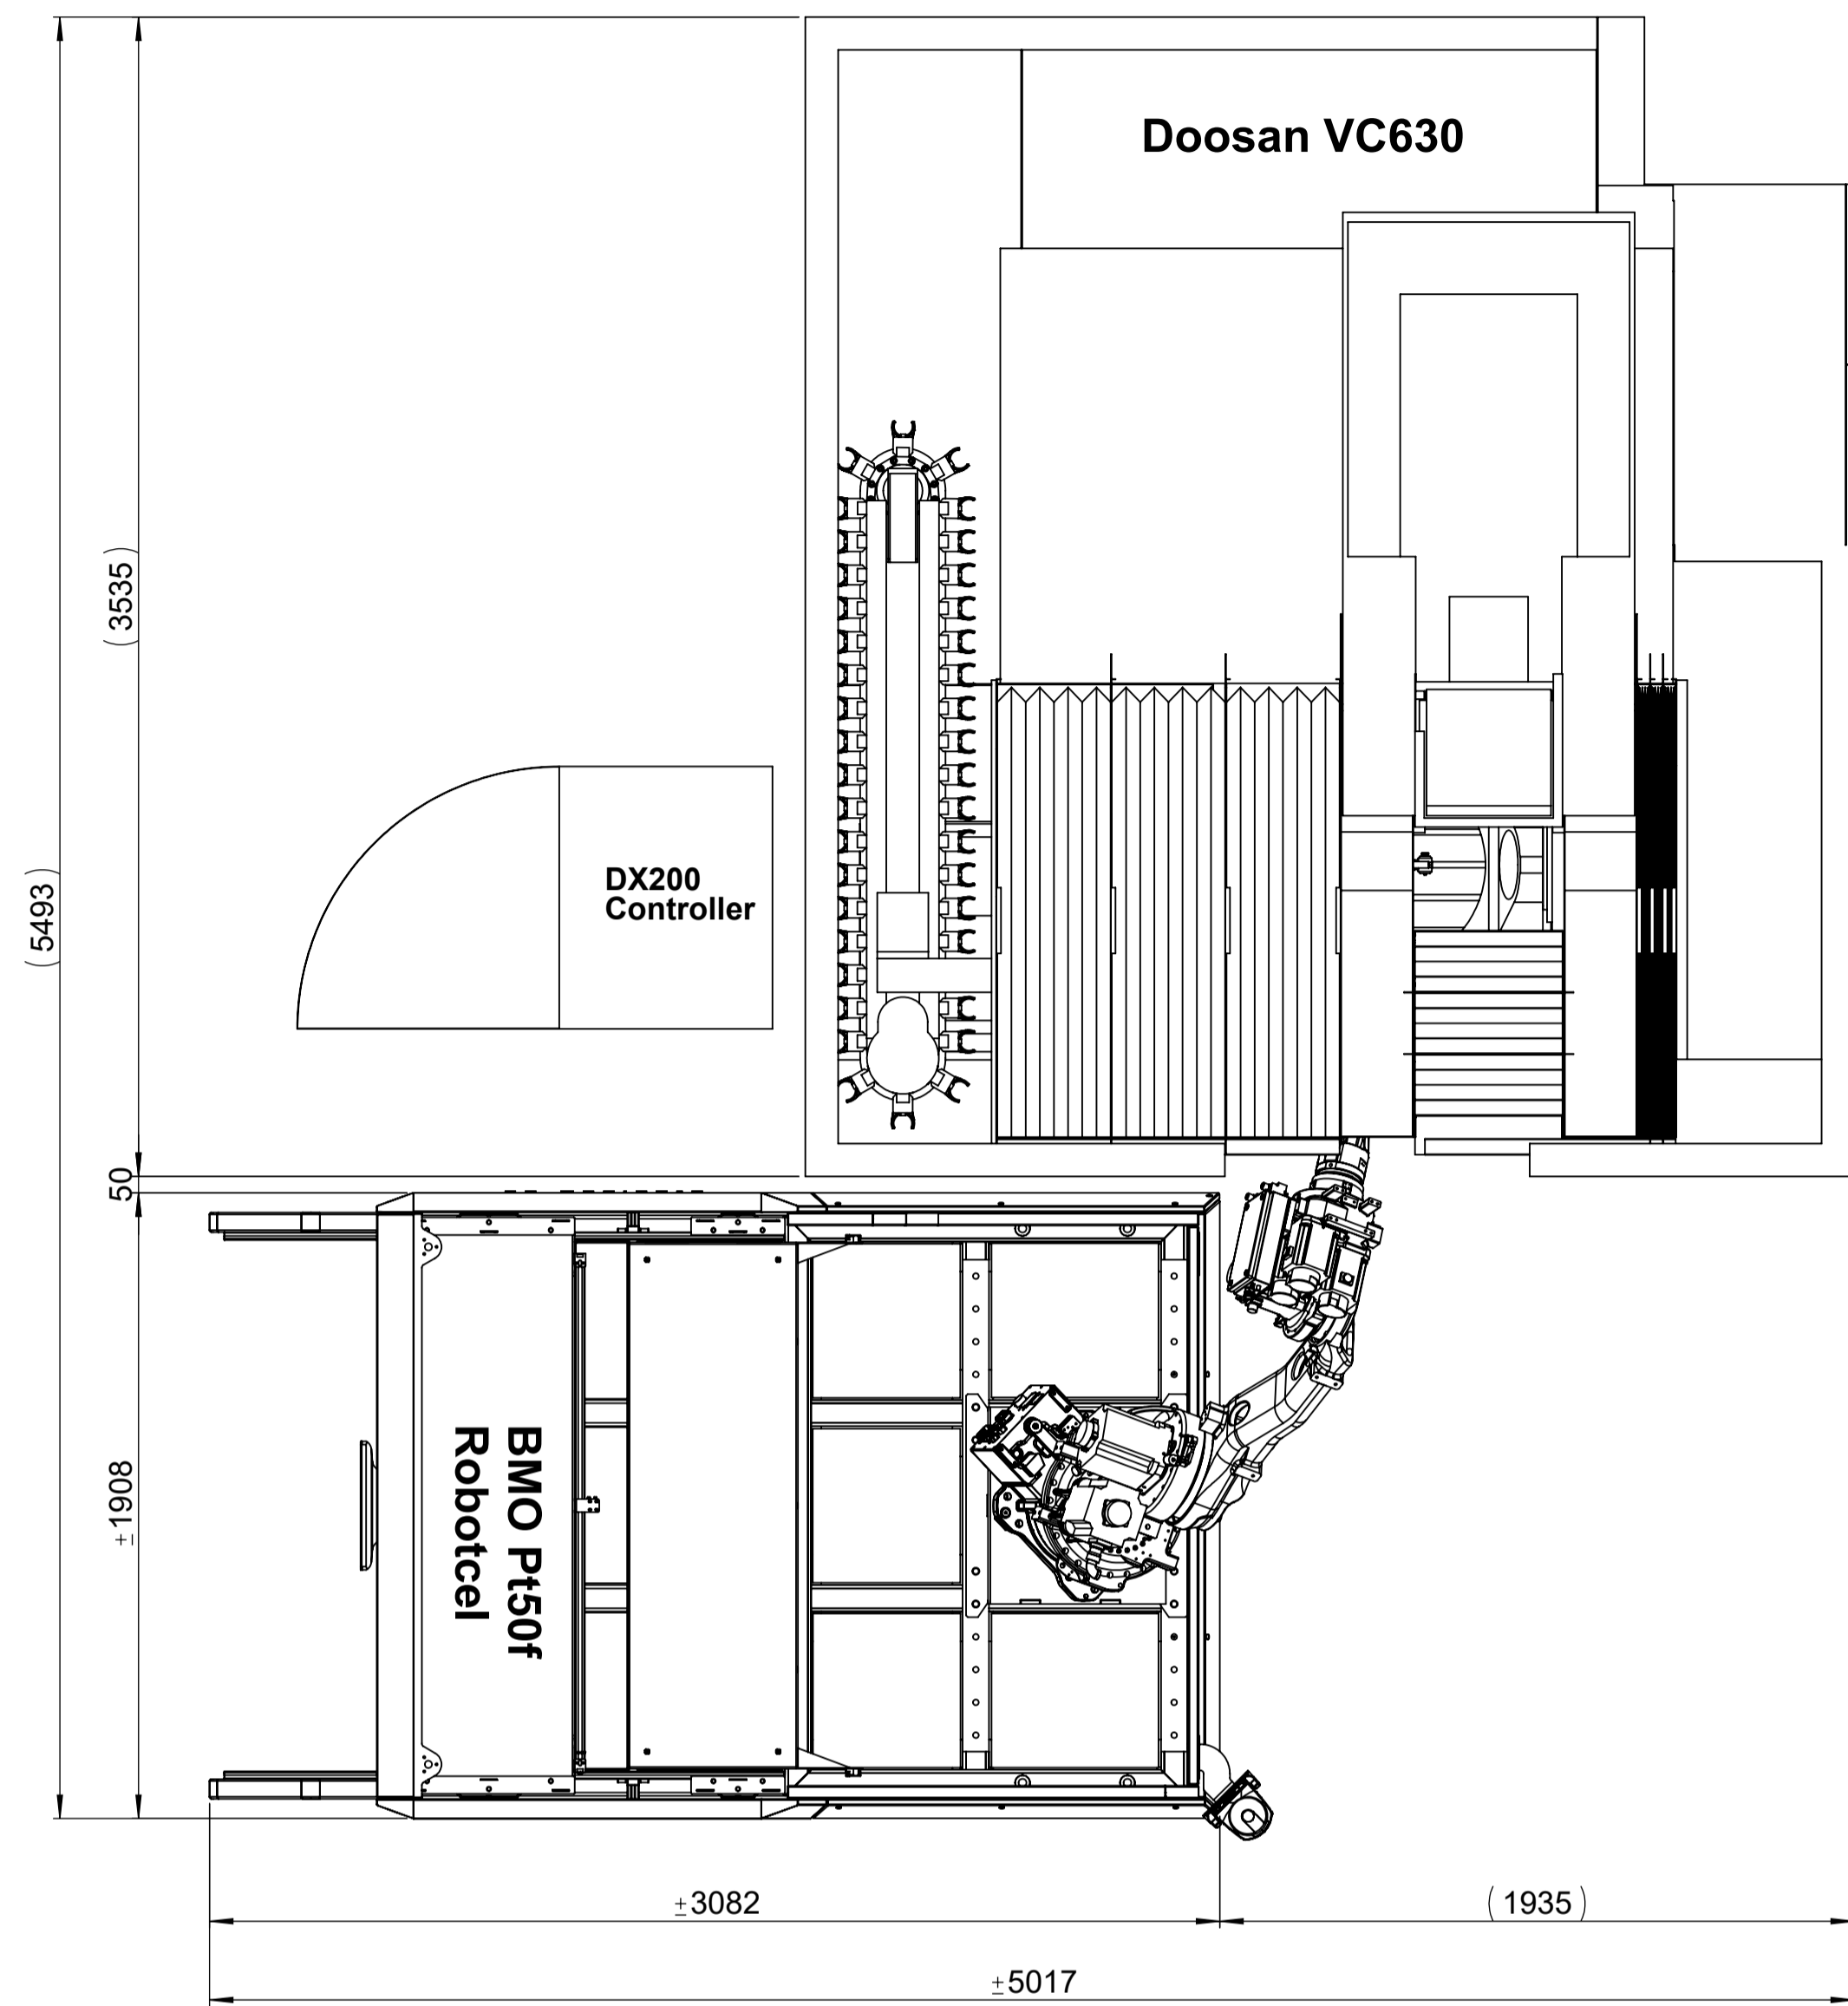 Doosan VC630
(3535)
DX200
Controller
(5493)
50
±1908
BMO Pt50f
Robotcel
±3082
(1935)
±5017